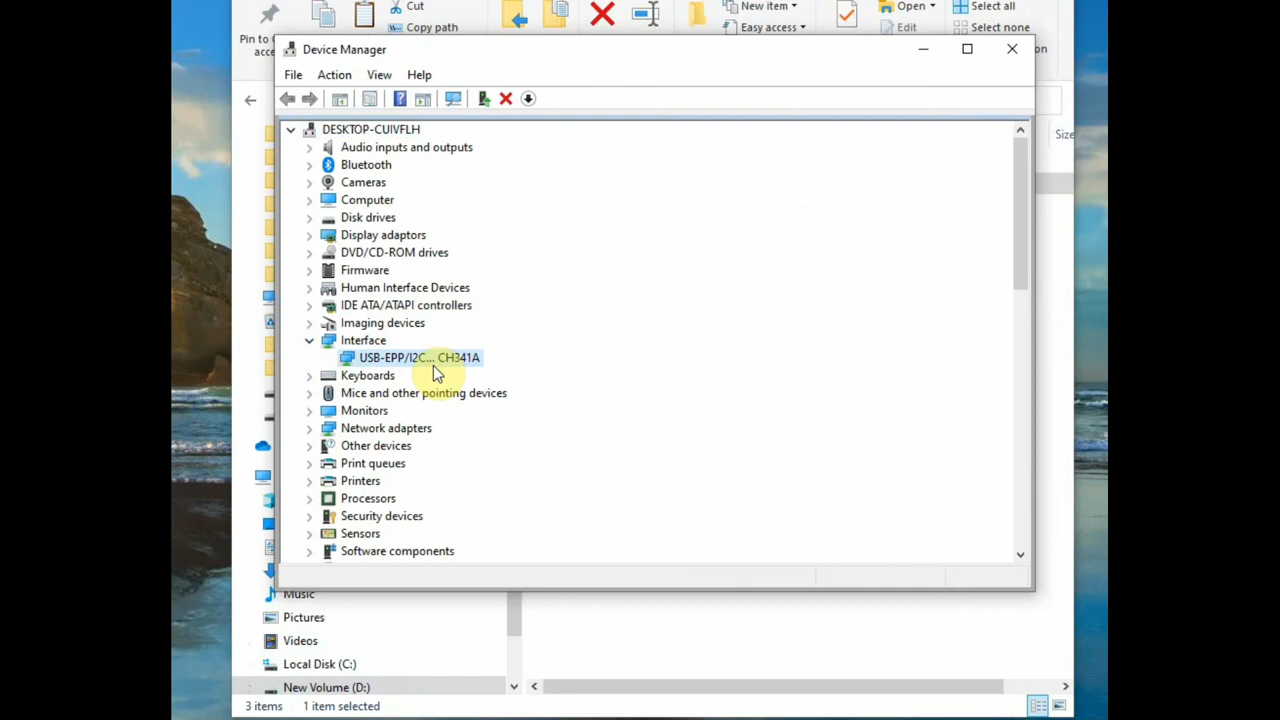 Cut
New item
Open
Select all
Pin to
Copy path
Easy access
Edit
Select none
Device Manager
File Action View Help
DESKTOP-CUIVFLH
Audio inputs and outputs
Bluetooth
Cameras
Computer
Disk drives
Display adaptors
DVD/CD-ROM drives
Firmware
Human Interface Devices
IDE ATA/ATAPI controllers
Imaging devices
Interface
USB-EPP/I2C... CH341A
Keyboards
Mice and other pointing devices
Monitors
Network adapters
Other devices
Print queues
Printers
Processors
Security devices
Sensors
Software components
Music
Pictures
Videos
Local Disk (C:)
New Volume (D:)
3 items 1 item selected